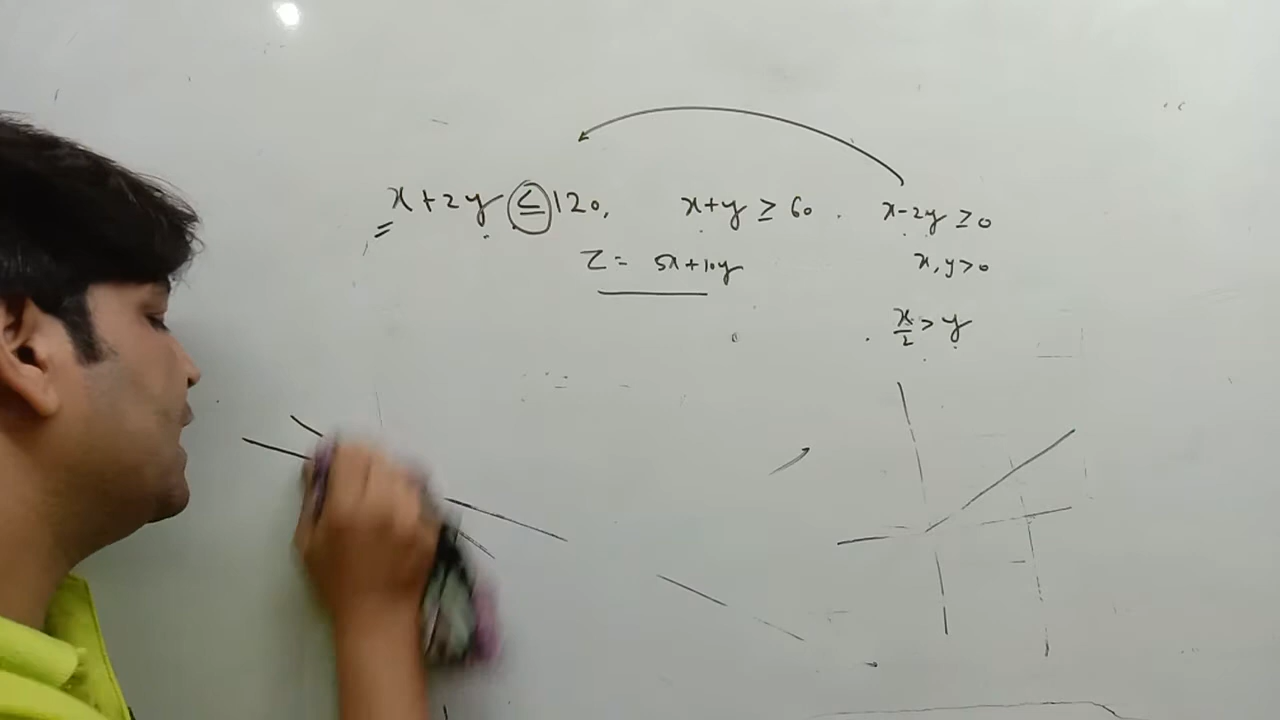 x+2y ≤ 120, x+y ≥ 60. x-2y ≥ 0
Z = 5x+10y x,y>0
x/2 > y